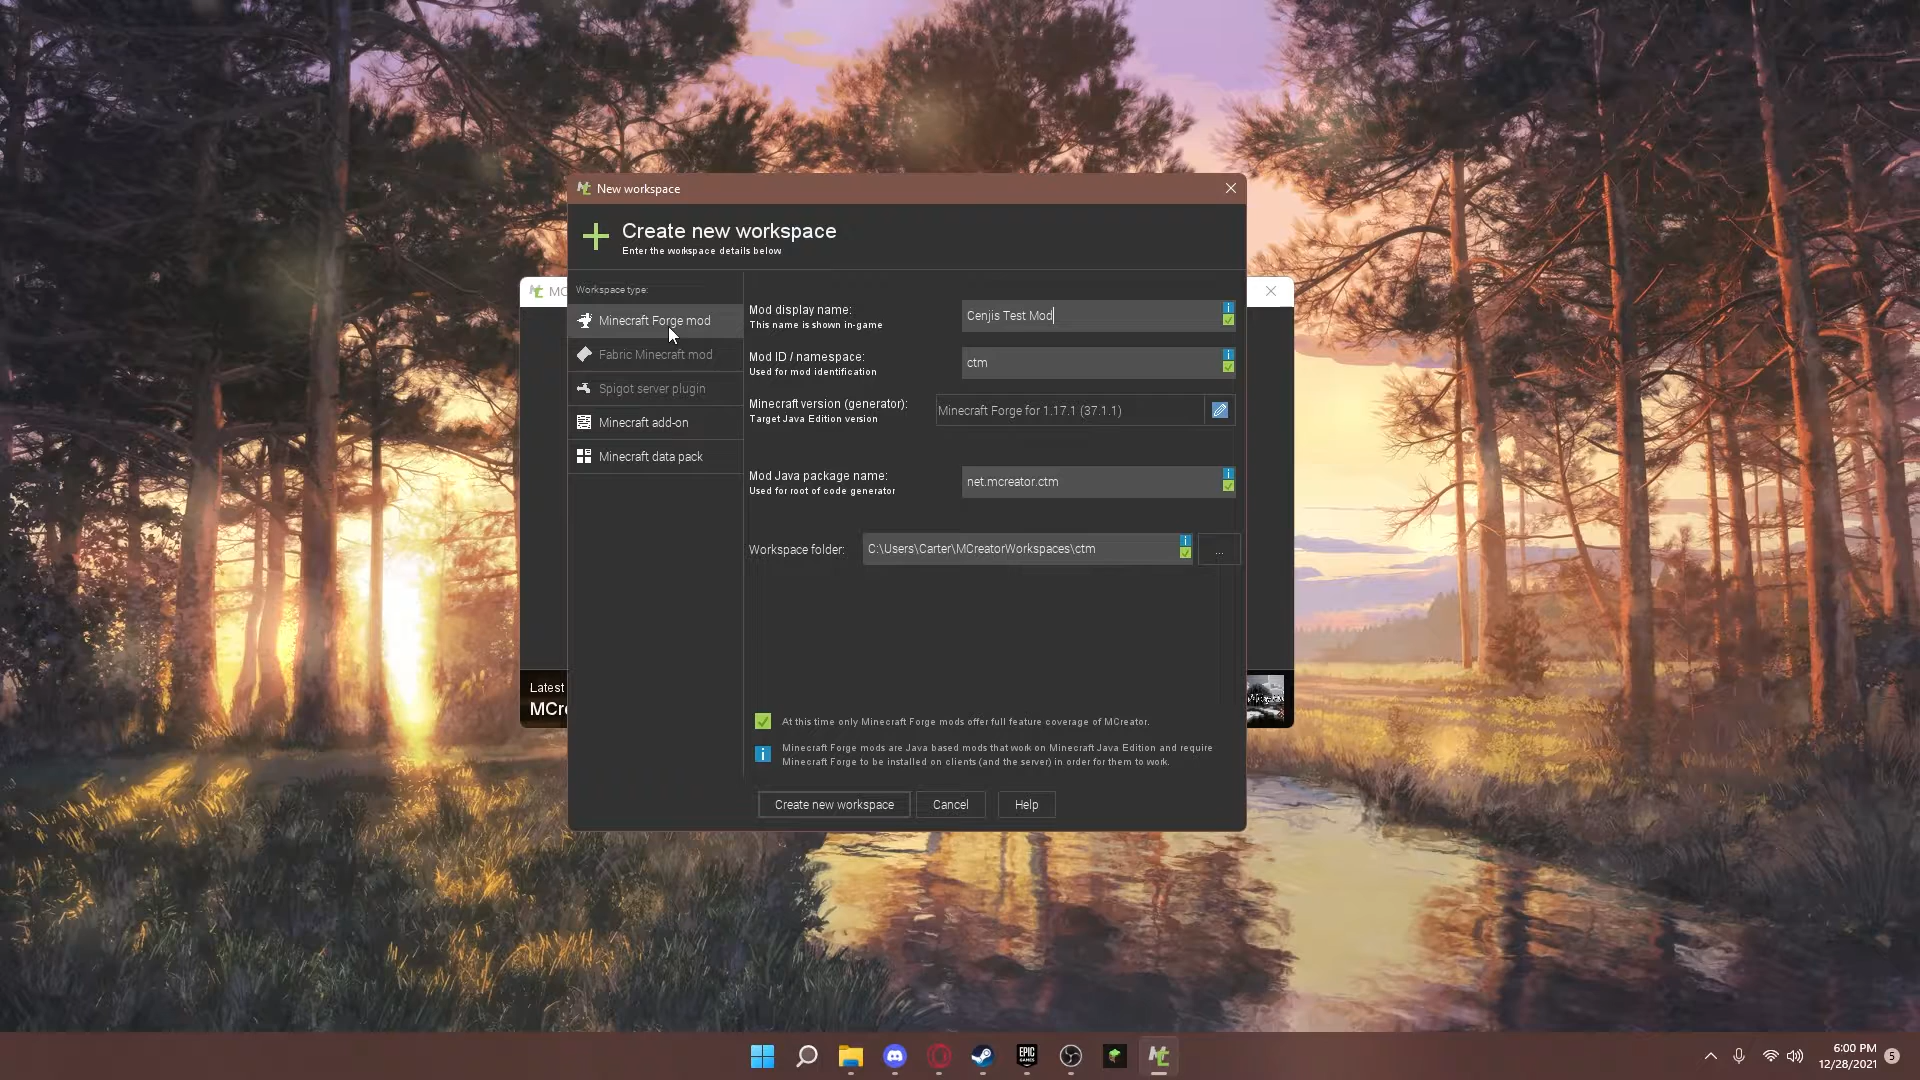 New workspace
Create new workspace
Enter the workspace details below
MC
Workspace type:
Minecraft Forge mod
Fabric Minecraft mod
Spigot server plugin
Minecraft add-on
Minecraft data pack
Mod display name:
This name is shown in-game
Cenjis Test Mod
Mod ID / namespace:
Used for mod identification
ctm
Minecraft version (generator):
Target Java Edition version
Minecraft Forge for 1.17.1 (37.1.1)
Mod Java package name:
Used for root of code generator
net.mcreator.ctm
Workspace folder:
C:\Users\Carter\MCreatorWorkspaces\ctm
...
Latest
MCre
At this time only Minecraft Forge mods offer full feature coverage of MCreator.
Minecraft Forge mods are Java based mods that work on Minecraft Java Edition and require
Minecraft Forge to be installed on clients (and the server) in order for them to work.
Create new workspace
Cancel
Help
EPIC
GAMES
6:00 PM
12/28/2021
5